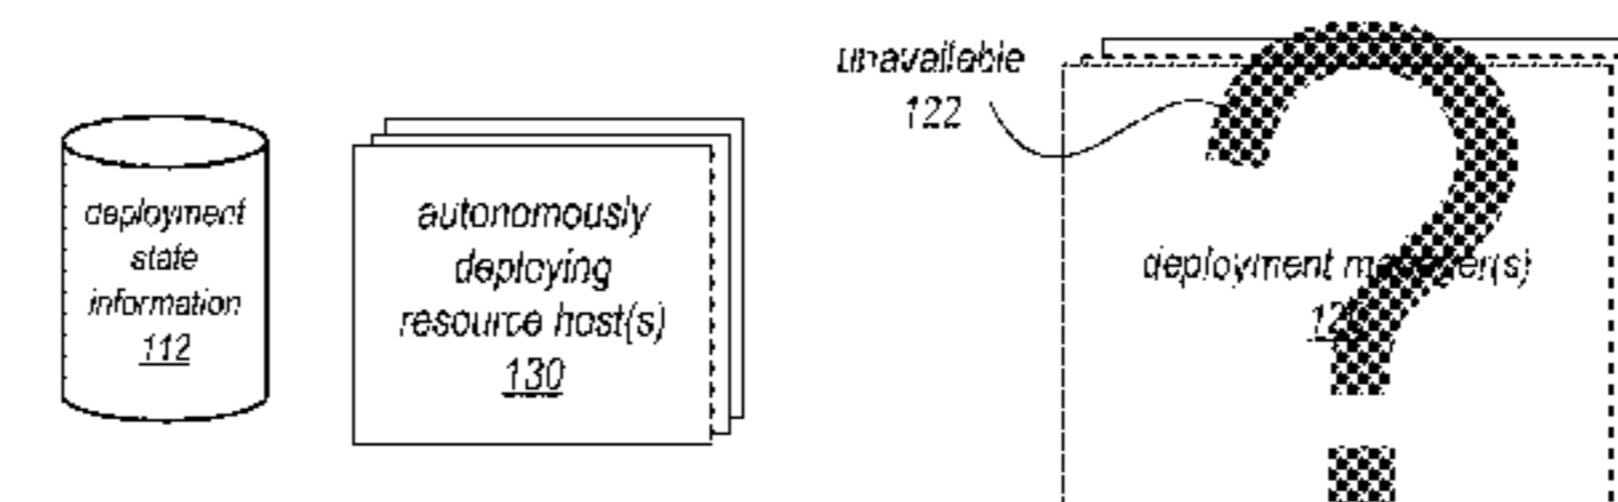 unavailable
122
deployment
state
information
112
autonomously
deploying
resource host(s)
130
deployment